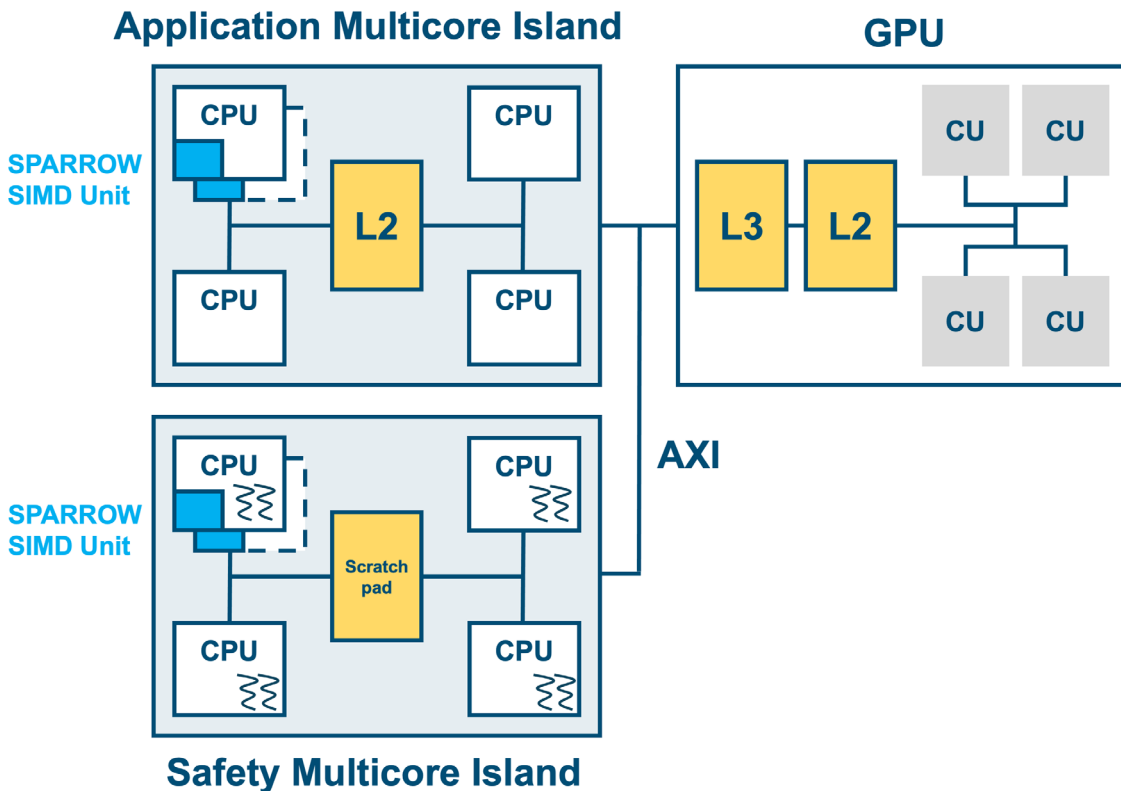 Application Multicore Island
GPU
CPU
CPU
SPARROW
SIMD Unit
L2
CPU
CPU
L3
L2
CU
CU
CU
CU
AXI
CPU
CPU
SPARROW
SIMD Unit
Scratch
pad
CPU
CPU
Safety Multicore Island